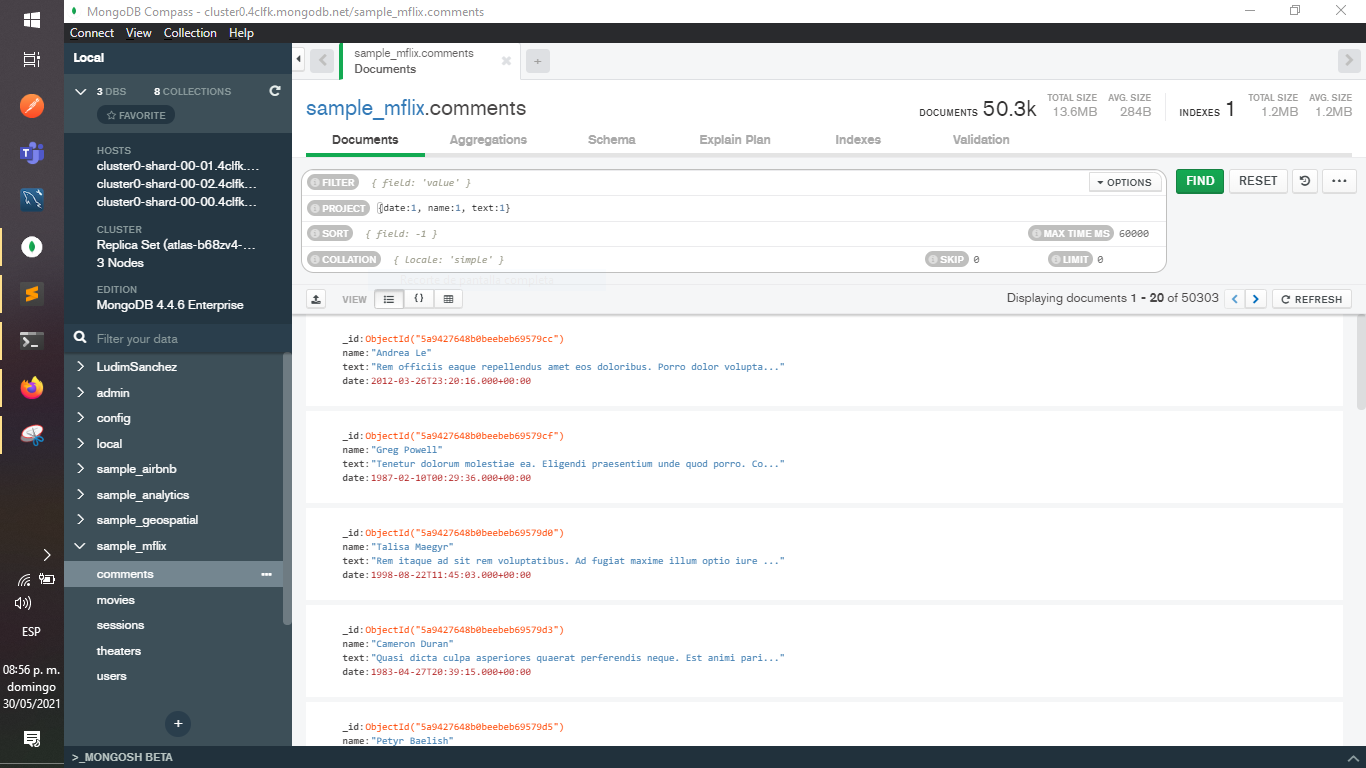 MongoDB Compass - cluster0.4clfk.mongodb.net/sample_mflix.comments
Connect View Collection Help
Local
3 DBS 8 COLLECTIONS
FAVORITE
HOSTS
cluster0-shard-00-01.4clfk....
cluster0-shard-00-02.4clfk...
cluster0-shard-00-00.4clfk...
CLUSTER
Replica Set (atlas-b68zv4-...
3 Nodes
EDITION
MongoDB 4.4.6 Enterprise
Filter your data
LudimSanchez
admin
config
local
sample_airbnb
sample_analytics
sample_geospatial
sample_mflix
comments
movies
sessions
theaters
users
+
>_MONGOSH BETA
ESP
08:56 p. m.
domingo
30/05/2021
sample_mflix.comments
Documents
+
sample_mflix.comments
DOCUMENTS 50.3k TOTAL SIZE 13.6MB AVG. SIZE 284B INDEXES 1 TOTAL SIZE 1.2MB AVG. SIZE 1.2MB
Documents Aggregations Schema Explain Plan Indexes Validation
FILTER { field: 'value' } OPTIONS FIND RESET ...
PROJECT {date:1, name:1, text:1}
SORT { field: -1 } MAX TIME MS 60000
COLLATION { locale: 'simple' } SKIP 0 LIMIT 0
VIEW {} Displaying documents 1 - 20 of 50303 < > REFRESH
_id:ObjectId("5a9427648b0beebeb69579cc")
name:"Andrea Le"
text:"Rem officiis eaque repellendus amet eos doloribus. Porro dolor volupta..."
date:2012-03-26T23:20:16.000+00:00
_id:ObjectId("5a9427648b0beebeb69579cf")
name:"Greg Powell"
text:"Tenetur dolorum molestiae ea. Eligendi praesentium unde quod porro. Co..."
date:1987-02-10T00:29:36.000+00:00
_id:ObjectId("5a9427648b0beebeb69579d0")
name:"Talisa Maegyr"
text:"Rem itaque ad sit rem voluptatibus. Ad fugiat maxime illum optio iure ..."
date:1998-08-22T11:45:03.000+00:00
_id:ObjectId("5a9427648b0beebeb69579d3")
name:"Cameron Duran"
text:"Quasi dicta culpa asperiores quaerat perferendis neque. Est animi pari..."
date:1983-04-27T20:39:15.000+00:00
_id:ObjectId("5a9427648b0beebeb69579d5")
name:"Petyr Baelish"